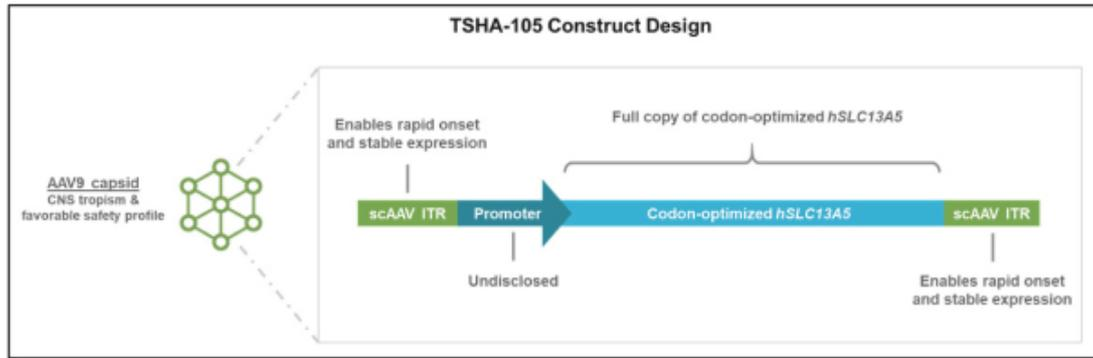 TSHA-105 Construct Design
Enables rapid onset
and stable expression
Full copy of codon-optimized hSLC13A5
AAV9 capsid
CNS tropism &
favorable safety profile
scAAV ITR
Promoter
Codon-optimized hSLC13A5
scAAV ITR
Undisclosed
Enables rapid onset
and stable expression